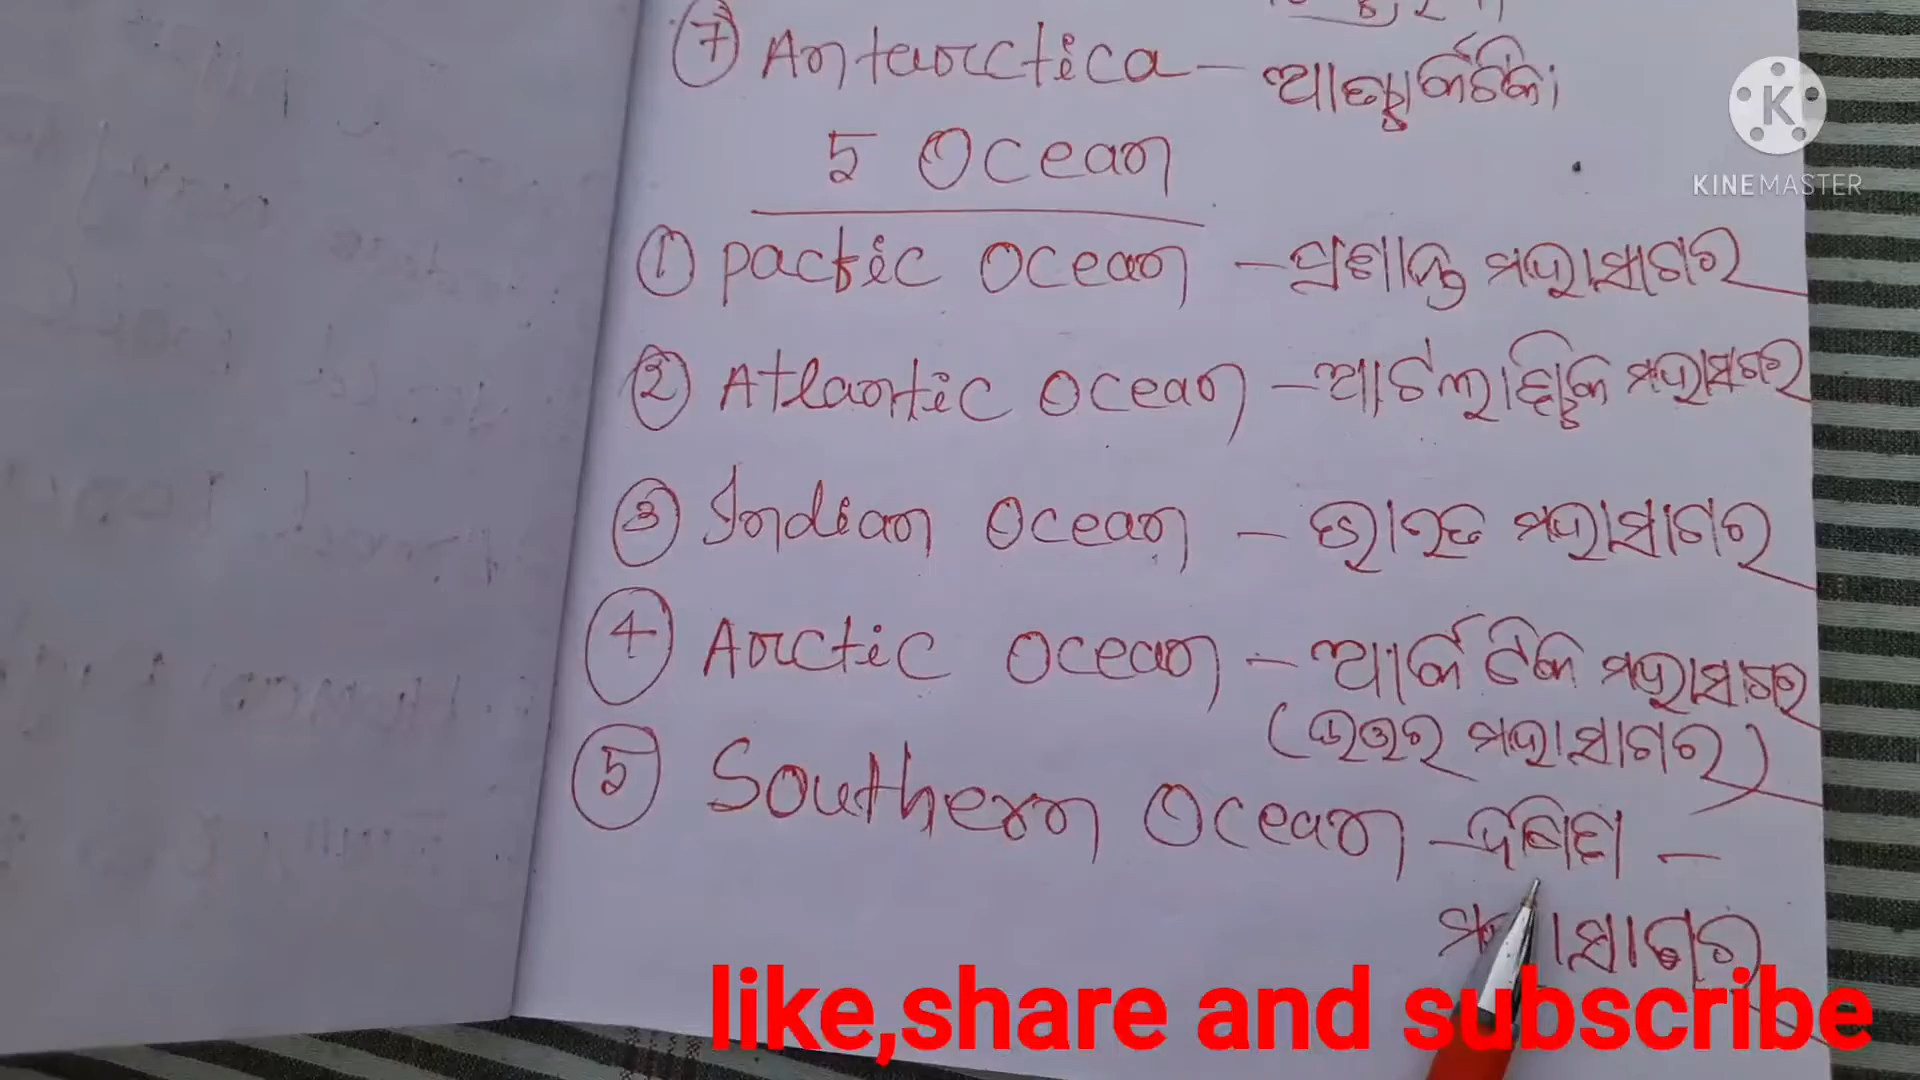 ⑦ Antarctica - ଆଣ୍ଟାର୍କଟିକା
5 Ocean
① Pacific Ocean - ପ୍ରଶାନ୍ତ ମହାସାଗର
② Atlantic Ocean - ଆଟଲାଣ୍ଟିକ ମହାସାଗର
③ Indian Ocean - ଭାରତ ମହାସାଗର
④ Arctic Ocean - ଆର୍କଟିକ ମହାସାଗର
(ଉତ୍ତର ମହାସାଗର)
⑤ Southern Ocean - ଦକ୍ଷିଣ -
ମହାସାଗର
KINEMASTER
like,share and subscribe